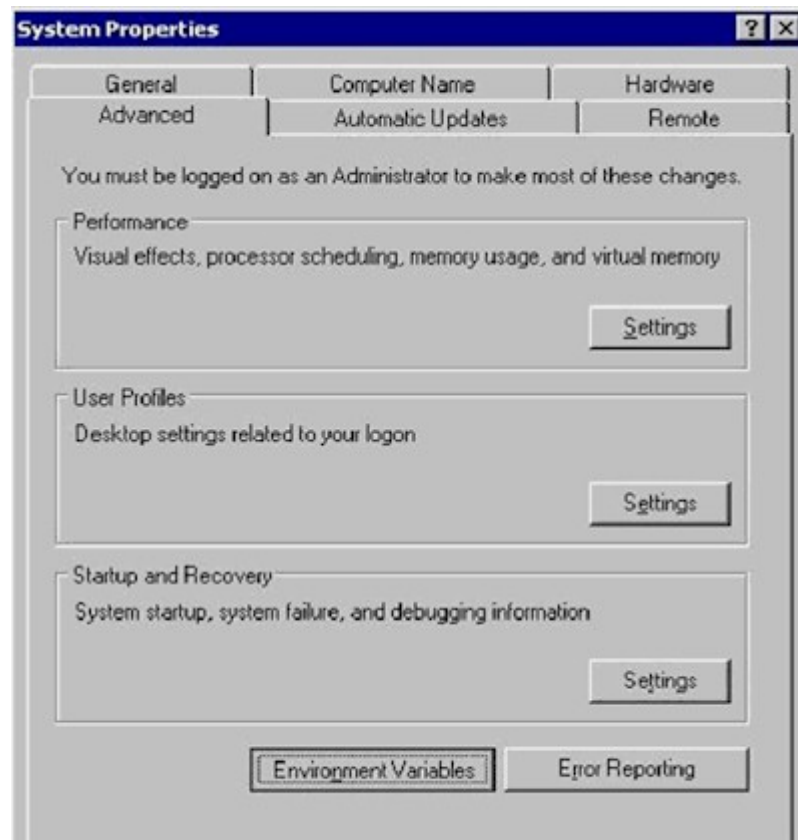 System Properties
General Computer Name Hardware
Advanced Automatic Updates Remote
You must be logged on as an Administrator to make most of these changes.
Performance
Visual effects, processor scheduling, memory usage, and virtual memory
Settings
User Profiles
Desktop settings related to your logon
Settings
Startup and Recovery
System startup, system failure, and debugging information
Settings
Environment Variables Error Reporting